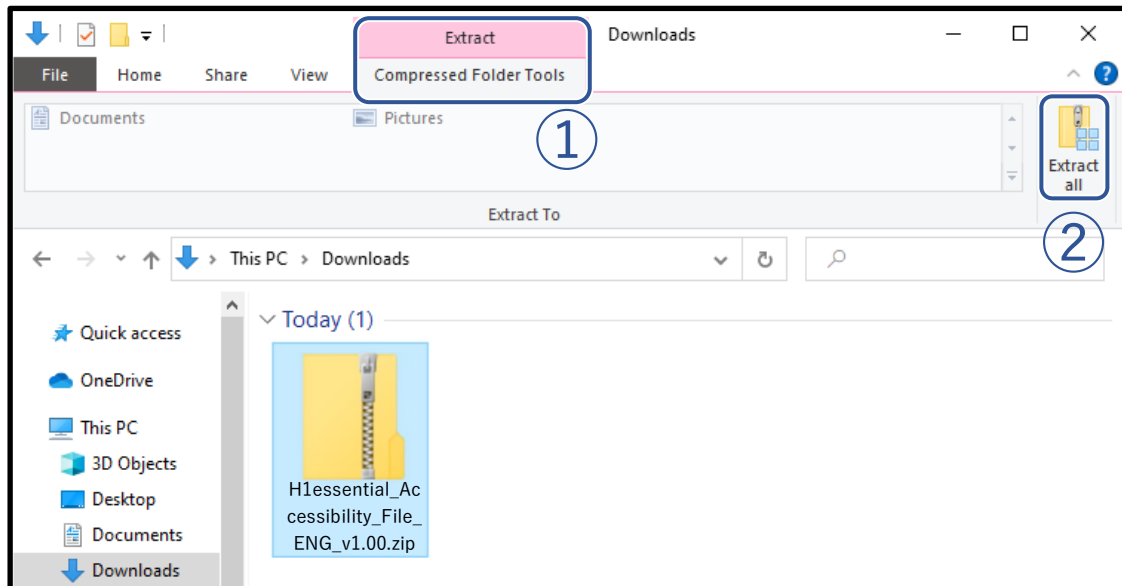 Extract
Downloads
File
Home
Share
View
Compressed Folder Tools
?
Documents
Pictures
①
Extract
all
Extract To
②
This PC > Downloads
Today (1)
Quick access
OneDrive
This PC
3D Objects
Desktop
Documents
Downloads
H1essential_Ac
cessibility_File_
ENG_v1.00.zip